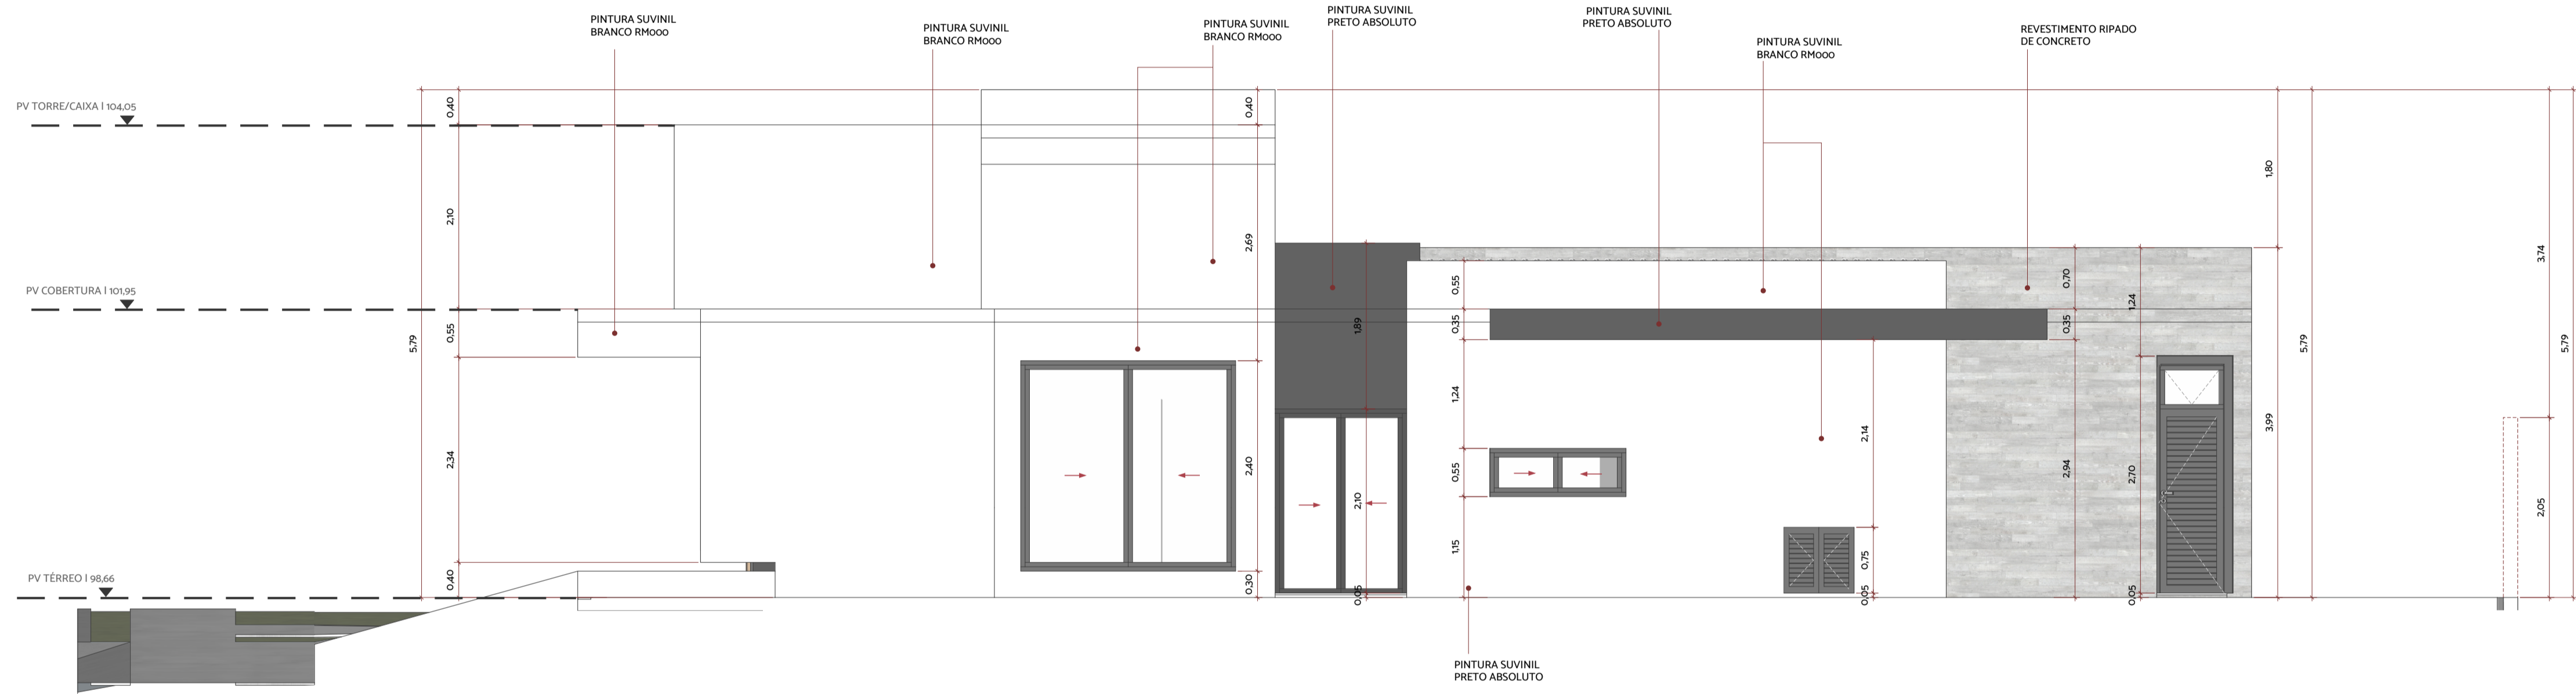 PINTURA SUVINIL
BRANCO RM000
PINTURA SUVINIL
BRANCO RM000
PINTURA SUVINIL
BRANCO RM000
PINTURA SUVINIL
PRETO ABSOLUTO
PINTURA SUVINIL
PRETO ABSOLUTO
PINTURA SUVINIL
BRANCO RM000
REVESTIMENTO RIPADO
DE CONCRETO
PV TORRE/CAIXA | 104,05
PV COBERTURA | 101,95
PV TÉRREO | 98,66
5,79
0,40
2,10
0,55
2,34
0,40
0,40
2,69
2,40
0,30
1,89
2,10
0,05
0,55
0,35
1,24
0,55
1,15
2,14
0,75
0,05
0,70
0,35
2,94
1,24
2,70
0,05
1,80
3,99
5,79
3,74
2,05
5,79
PINTURA SUVINIL
PRETO ABSOLUTO